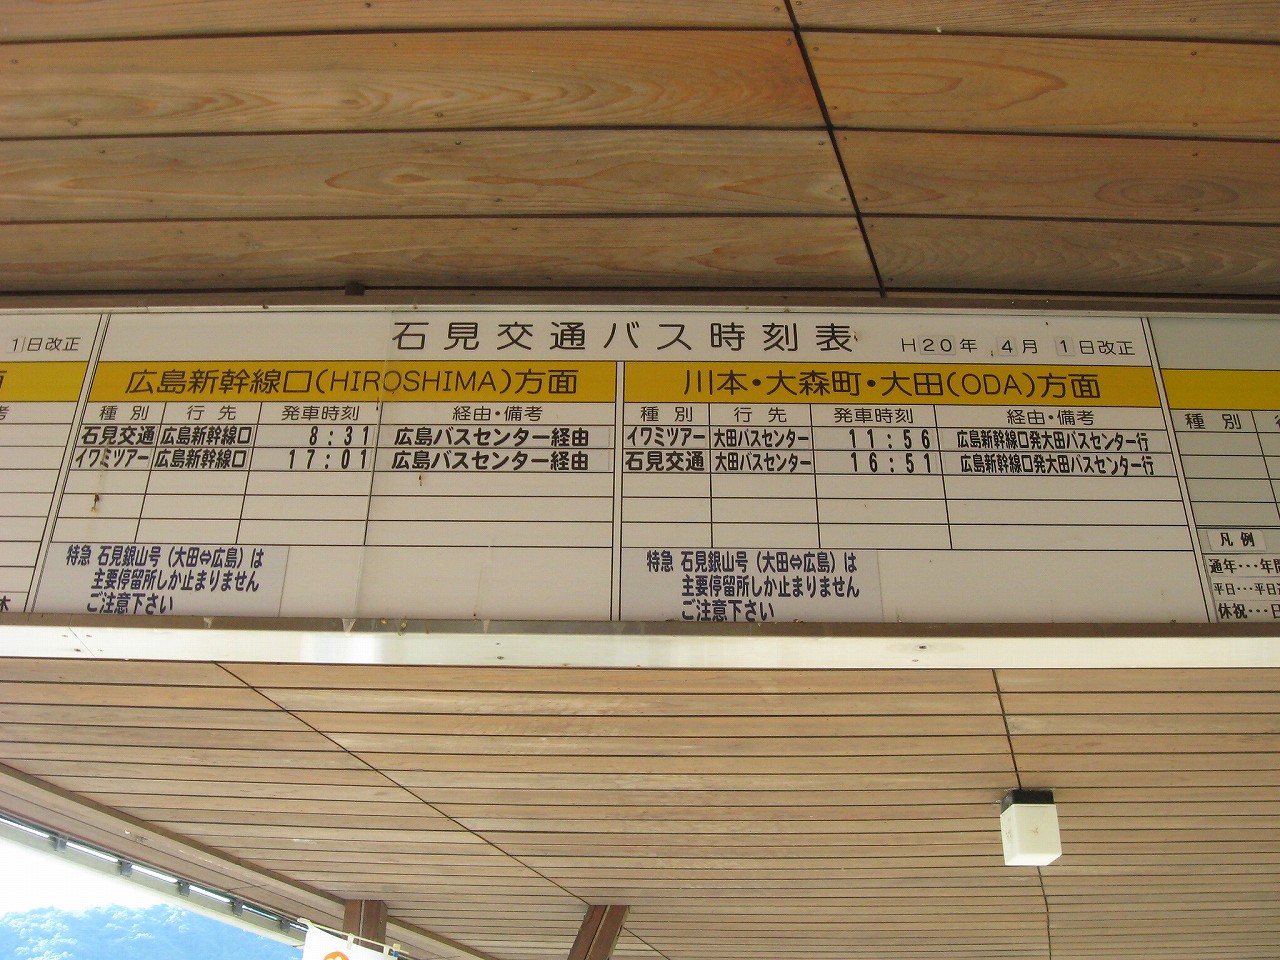 1日改正
石見交通バス時刻表 H20年 4月 1日改正
広島新幹線口(HIROSHIMA)方面
種別 行先 発車時刻 経由・備考
石見交通 広島新幹線口 8:31 広島バスセンター経由
イワミツアー 広島新幹線口 17:01 広島バスセンター経由
特急 石見銀山号(大田⇔広島)は
主要停留所しか止まりません
ご注意下さい
川本・大森町・大田(ODA)方面
種別 行先 発車時刻 経由・備考
イワミツアー 大田バスセンター 11:56 広島新幹線口発大田バスセンター行
石見交通 大田バスセンター 16:51 広島新幹線口発大田バスセンター行
特急 石見銀山号(大田⇔広島)は
主要停留所しか止まりません
ご注意下さい
種別
凡例
通年・・・年間
平日・・・平日
休祝・・・日